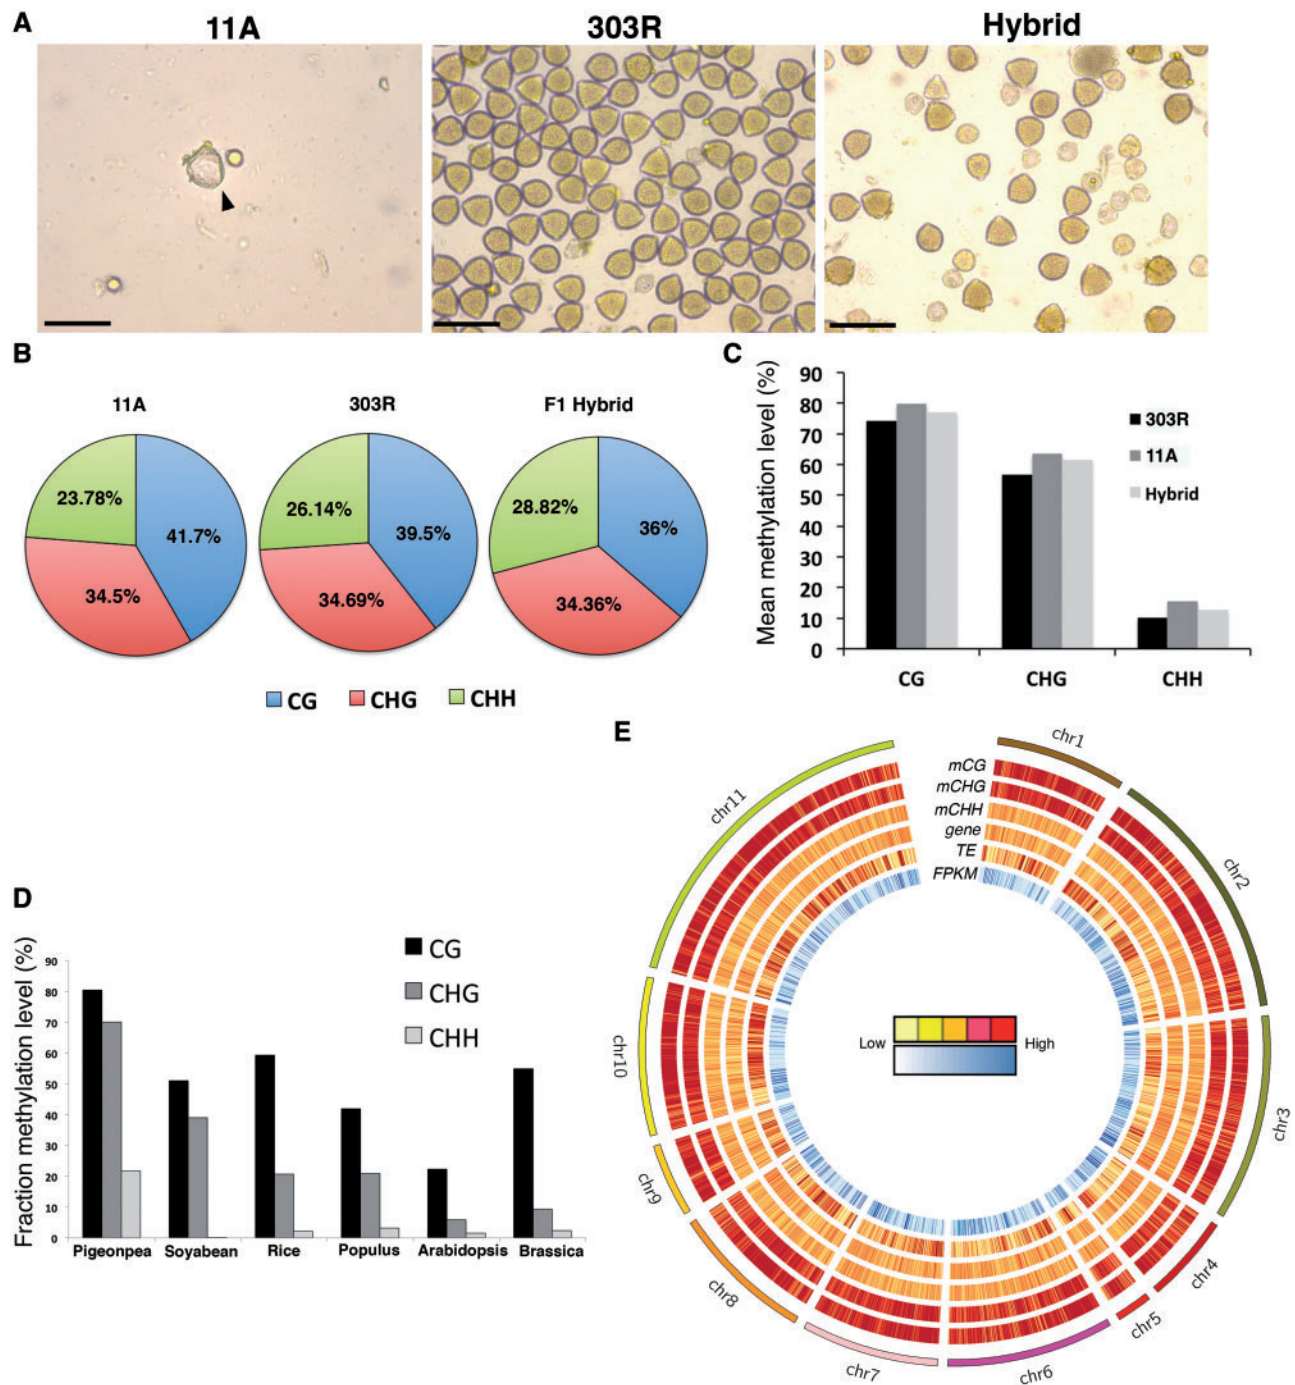 A
11A
303R
Hybrid
B
11A
303R
F1 Hybrid
23.78%
41.7%
34.5%
26.14%
39.5%
34.69%
28.82%
36%
34.36%
CG
CHG
CHH
C
Mean methylation level (%)
90
80
70
60
50
40
30
20
10
0
303R
11A
Hybrid
CG
CHG
CHH
D
Fraction methylation level (%)
90
80
70
60
50
40
30
20
10
0
CG
CHG
CHH
Pigeonpea
Soyabean
Rice
Populus
Arabidopsis
Brassica
E
mCG
mCHG
mCHH
gene
TE
FPKM
chr1
chr2
chr3
chr4
chr5
chr6
chr7
chr8
chr9
chr10
chr11
Low
High